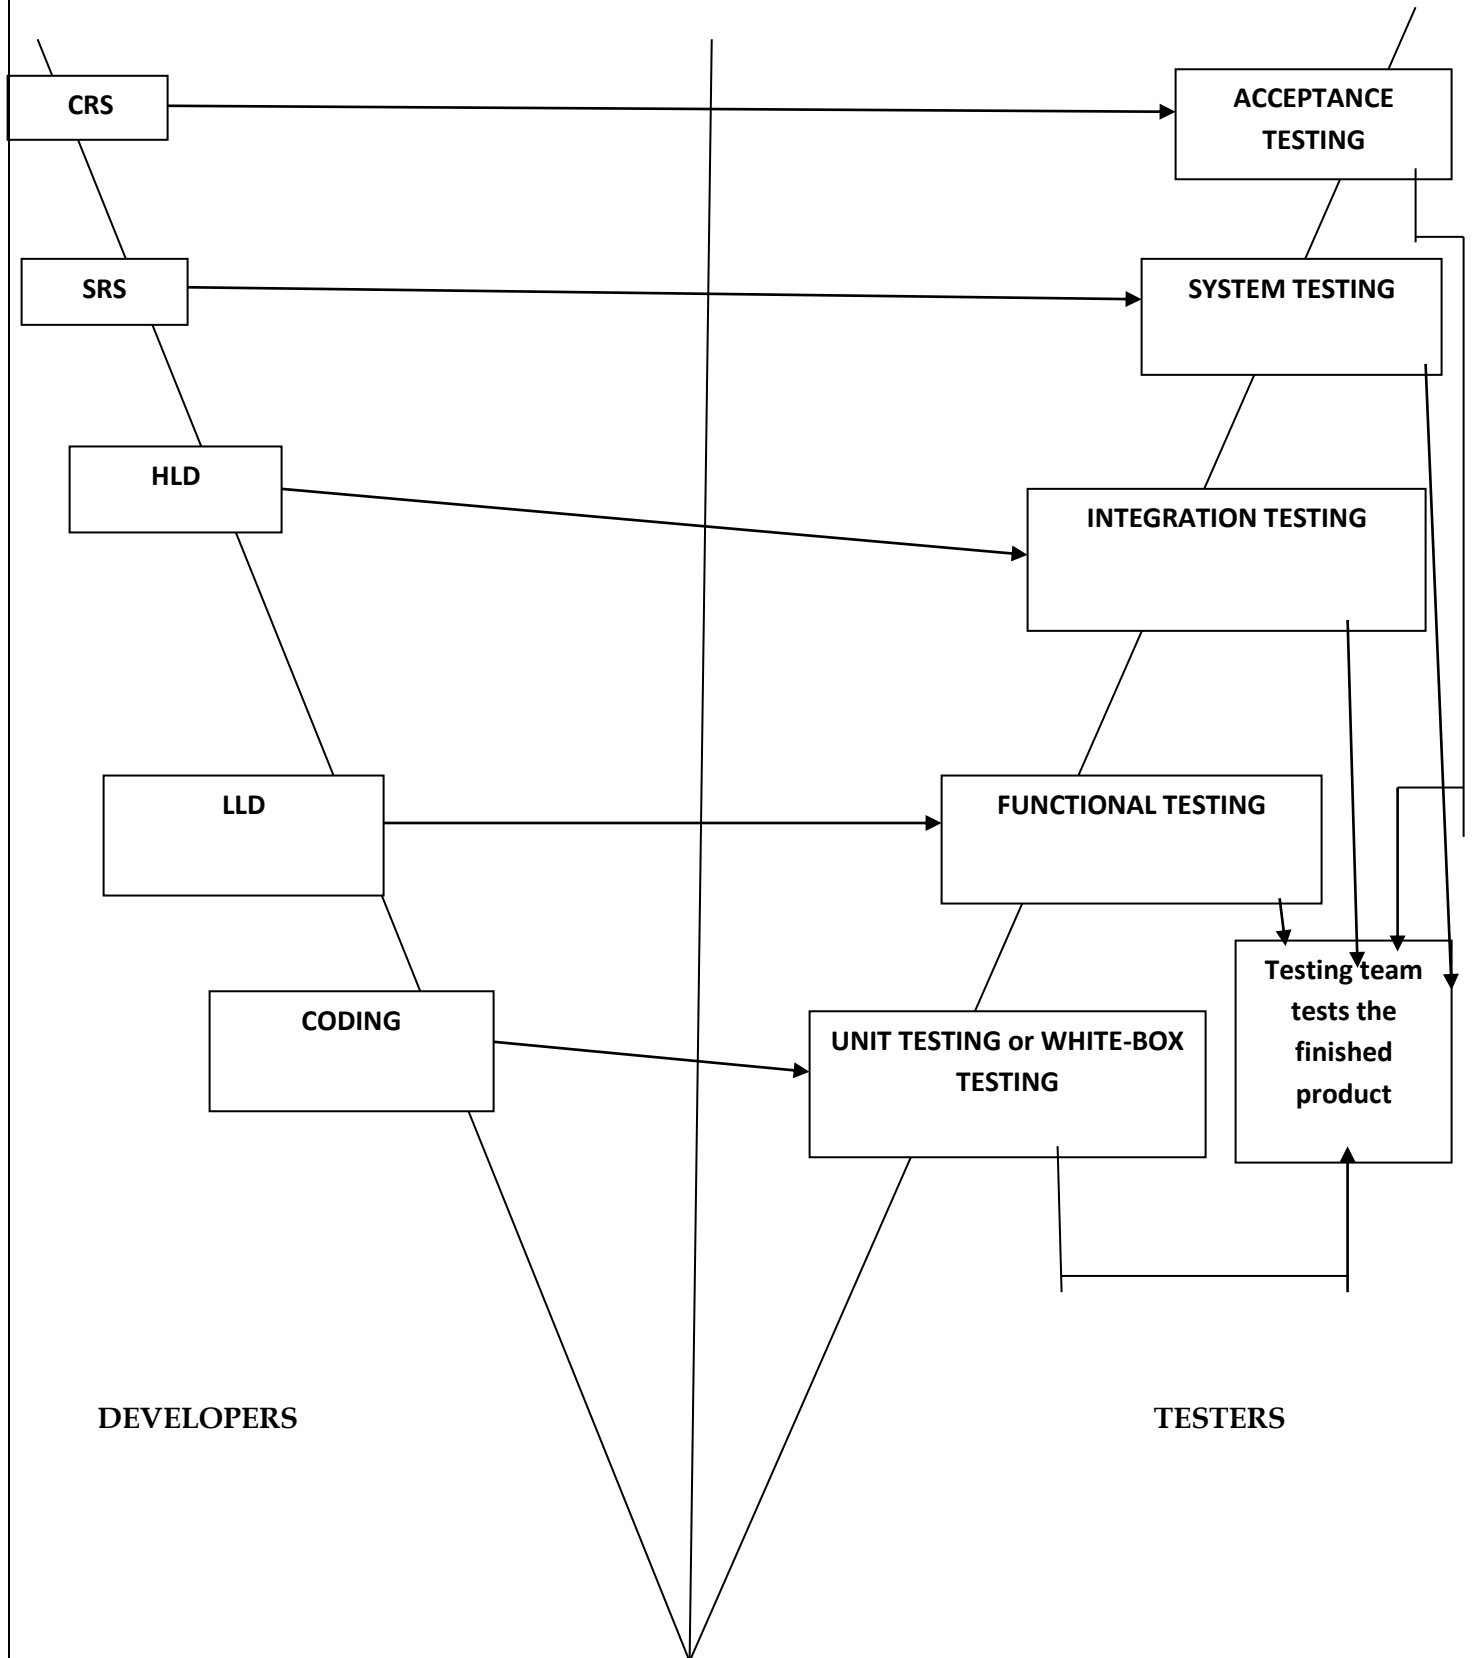 CRS
ACCEPTANCE
TESTING
SRS
SYSTEM TESTING
HLD
INTEGRATION TESTING
LLD
FUNCTIONAL TESTING
Testing team
tests the
finished
product
CODING
UNIT TESTING or WHITE-BOX
TESTING
DEVELOPERS
TESTERS